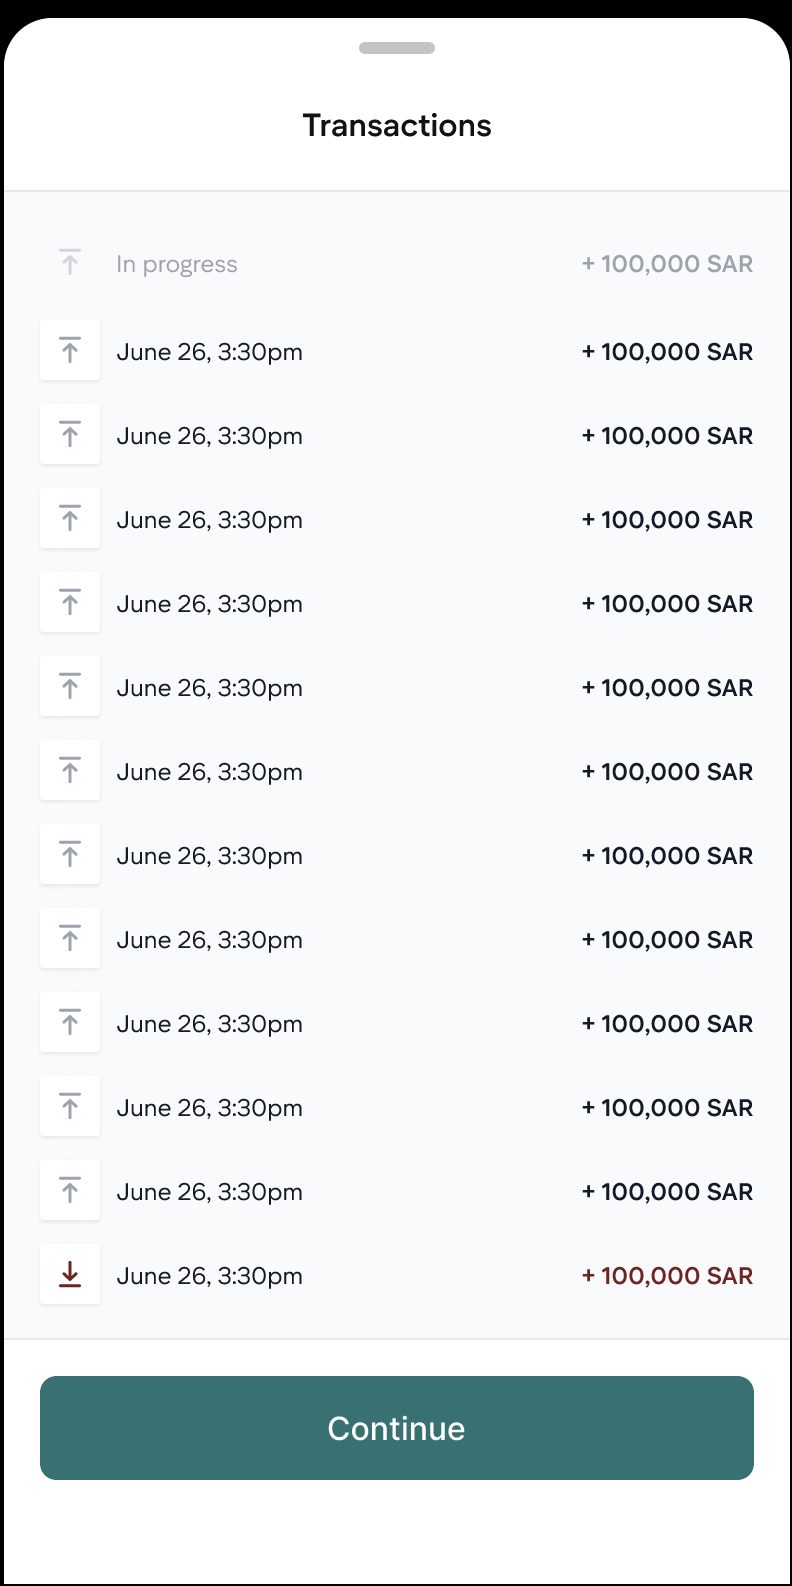 Transactions
In progress + 100,000 SAR
June 26, 3:30pm + 100,000 SAR
June 26, 3:30pm + 100,000 SAR
June 26, 3:30pm + 100,000 SAR
June 26, 3:30pm + 100,000 SAR
June 26, 3:30pm + 100,000 SAR
June 26, 3:30pm + 100,000 SAR
June 26, 3:30pm + 100,000 SAR
June 26, 3:30pm + 100,000 SAR
June 26, 3:30pm + 100,000 SAR
June 26, 3:30pm + 100,000 SAR
June 26, 3:30pm + 100,000 SAR
June 26, 3:30pm + 100,000 SAR
Continue